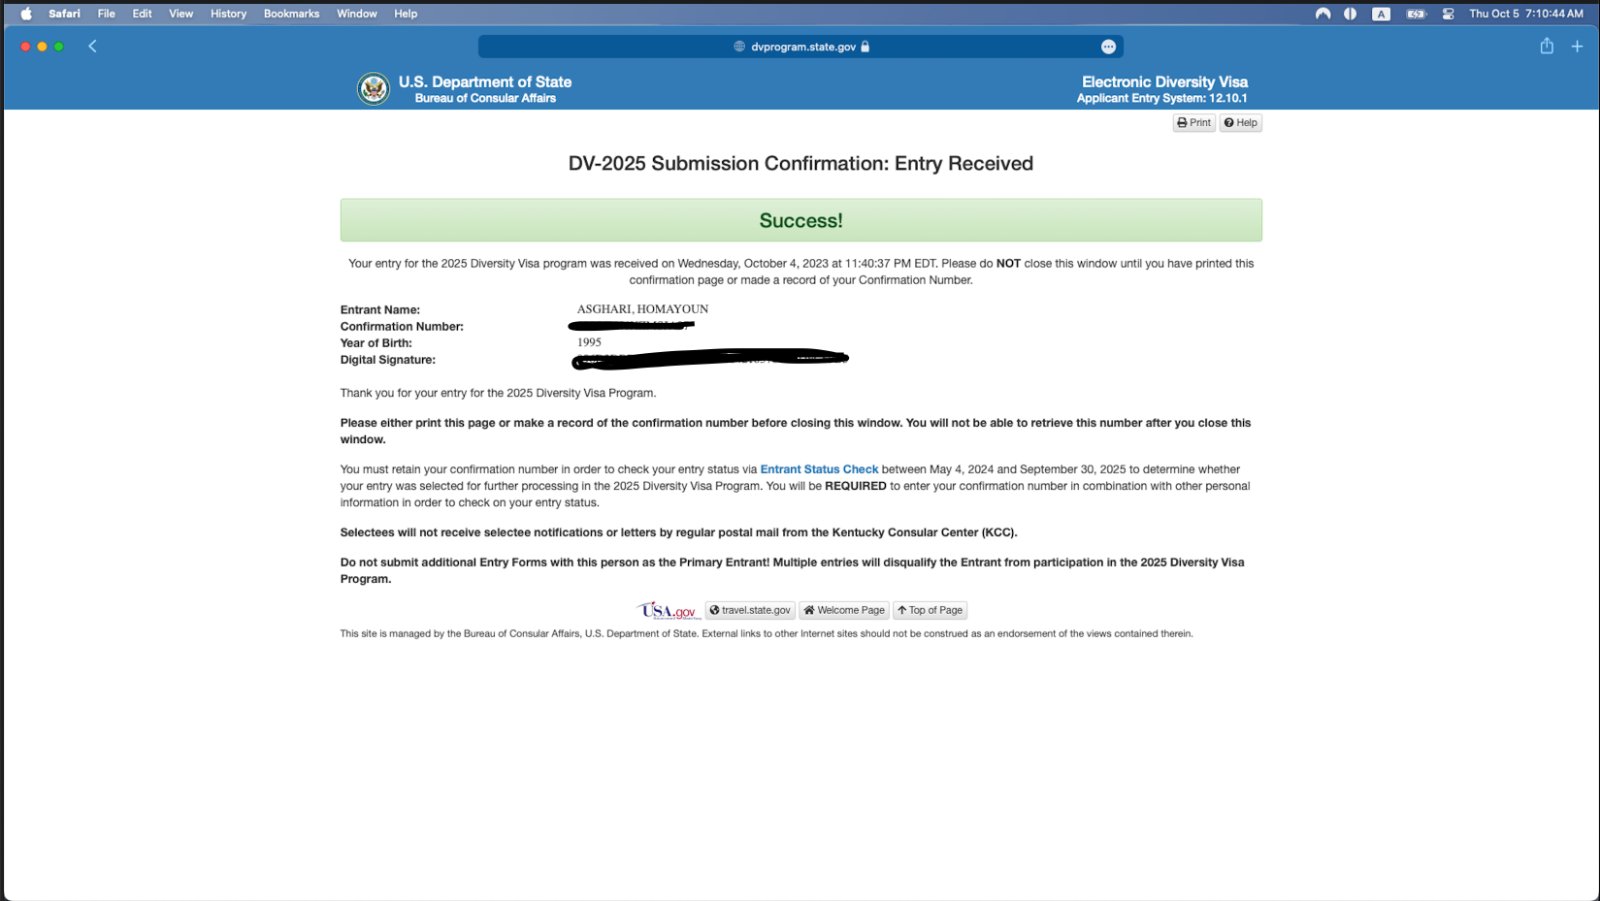 Safari File Edit View History Bookmarks Window Help
A
Thu Oct 5 7:10:44 AM
dvprogram.state.gov
U.S. Department of State
Bureau of Consular Affairs
Electronic Diversity Visa
Applicant Entry System: 12.10.1
Print Help
DV-2025 Submission Confirmation: Entry Received
Success!
Your entry for the 2025 Diversity Visa program was received on Wednesday, October 4, 2023 at 11:40:37 PM EDT. Please do NOT close this window until you have printed this
confirmation page or made a record of your Confirmation Number.
Entrant Name: ASGHARI, HOMAYOUN
Confirmation Number:
Year of Birth: 1995
Digital Signature:
Thank you for your entry for the 2025 Diversity Visa Program.
Please either print this page or make a record of the confirmation number before closing this window. You will not be able to retrieve this number after you close this
window.
You must retain your confirmation number in order to check your entry status via Entrant Status Check between May 4, 2024 and September 30, 2025 to determine whether
your entry was selected for further processing in the 2025 Diversity Visa Program. You will be REQUIRED to enter your confirmation number in combination with other personal
information in order to check on your entry status.
Selectees will not receive selectee notifications or letters by regular postal mail from the Kentucky Consular Center (KCC).
Do not submit additional Entry Forms with this person as the Primary Entrant! Multiple entries will disqualify the Entrant from participation in the 2025 Diversity Visa
Program.
USA.gov travel.state.gov Welcome Page Top of Page
This site is managed by the Bureau of Consular Affairs, U.S. Department of State. External links to other Internet sites should not be construed as an endorsement of the views contained therein.